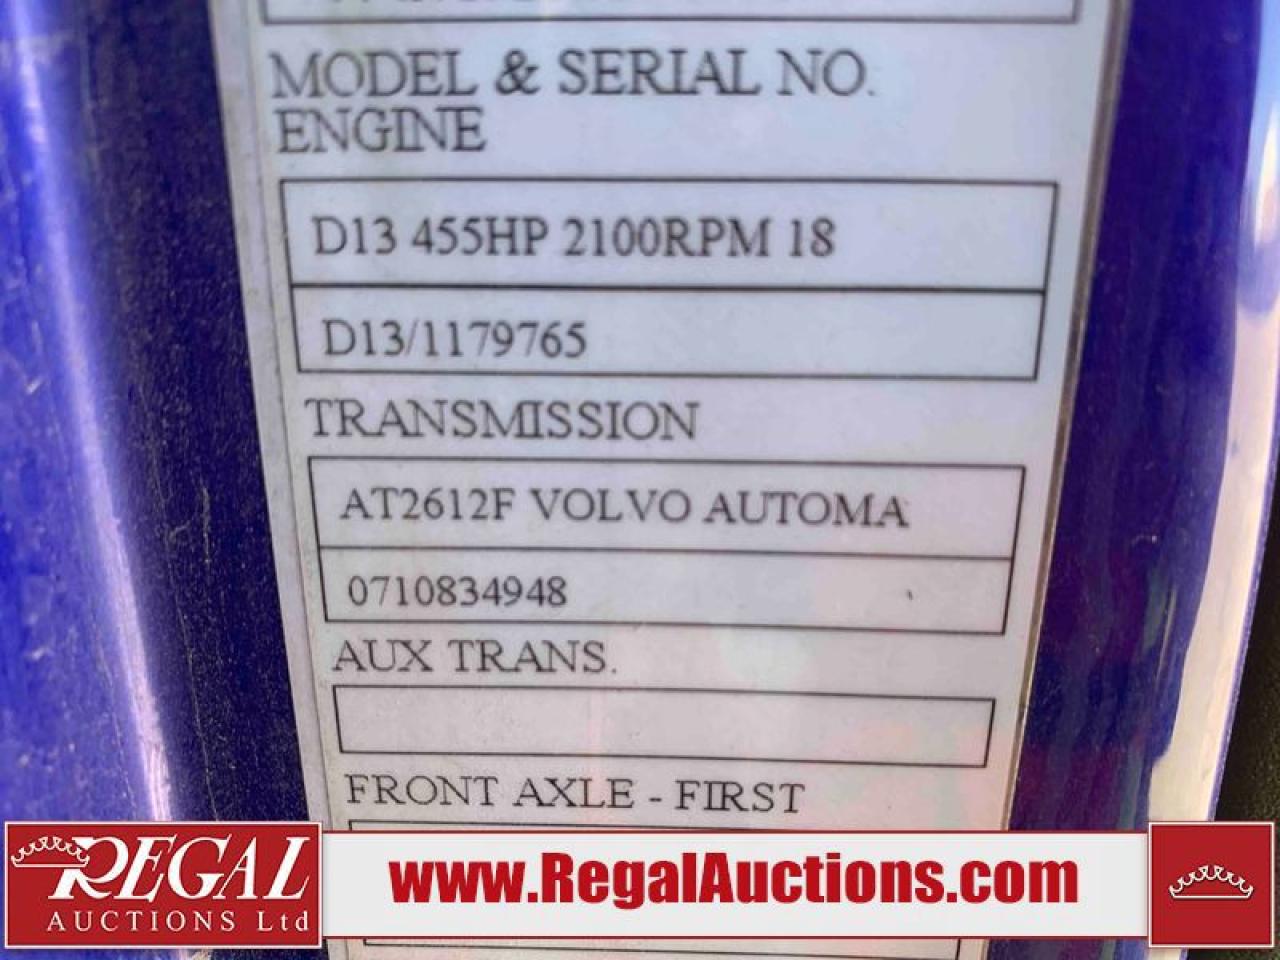 MODEL & SERIAL NO.
ENGINE
D13 455HP 2100RPM 18
D13/1179765
TRANSMISSION
AT2612F VOLVO AUTOMA
0710834948
AUX TRANS.
FRONT AXLE - FIRST
REGAL
AUCTIONS Ltd
www.RegalAuctions.com